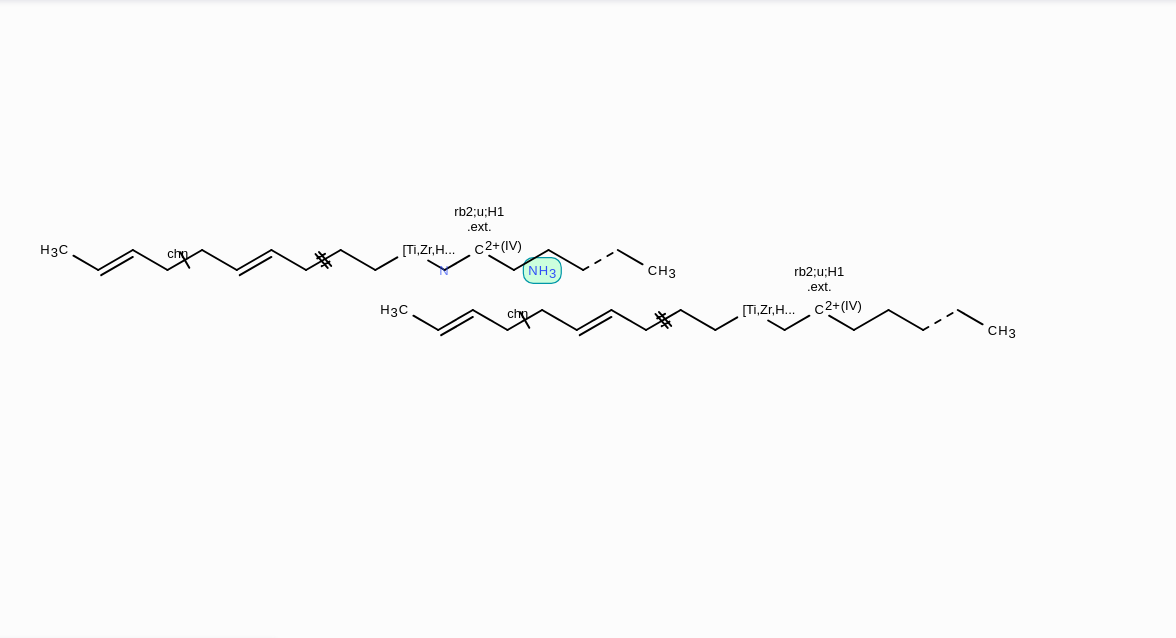 rb2;u;H1
.ext.
H3C chn [Ti,Zr,H... N C2+(IV) NH3 CH3
rb2;u;H1
.ext.
H3C chn [Ti,Zr,H... C2+(IV) CH3